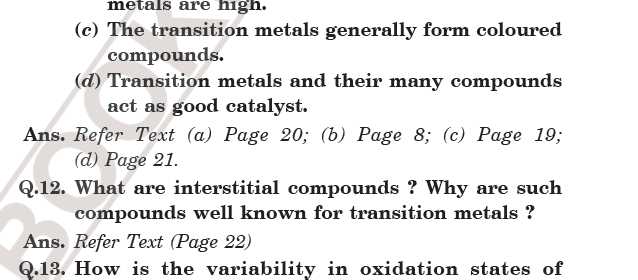 metals are high.
(c) The transition metals generally form coloured
compounds.
(d) Transition metals and their many compounds
act as good catalyst.
Ans. Refer Text (a) Page 20; (b) Page 8; (c) Page 19;
(d) Page 21.
Q.12. What are interstitial compounds ? Why are such
compounds well known for transition metals ?
Ans. Refer Text (Page 22)
Q.13. How is the variability in oxidation states of
BOOK